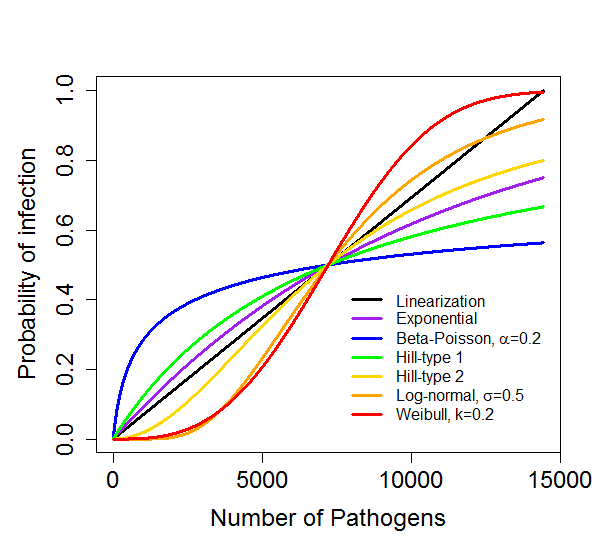 Probability of infection
1.0
0.8
0.6
0.4
0.2
0.0
Linearization
Exponential
Beta-Poisson, α=0.2
Hill-type 1
Hill-type 2
Log-normal, σ=0.5
Weibull, k=0.2
0 5000 10000 15000
Number of Pathogens